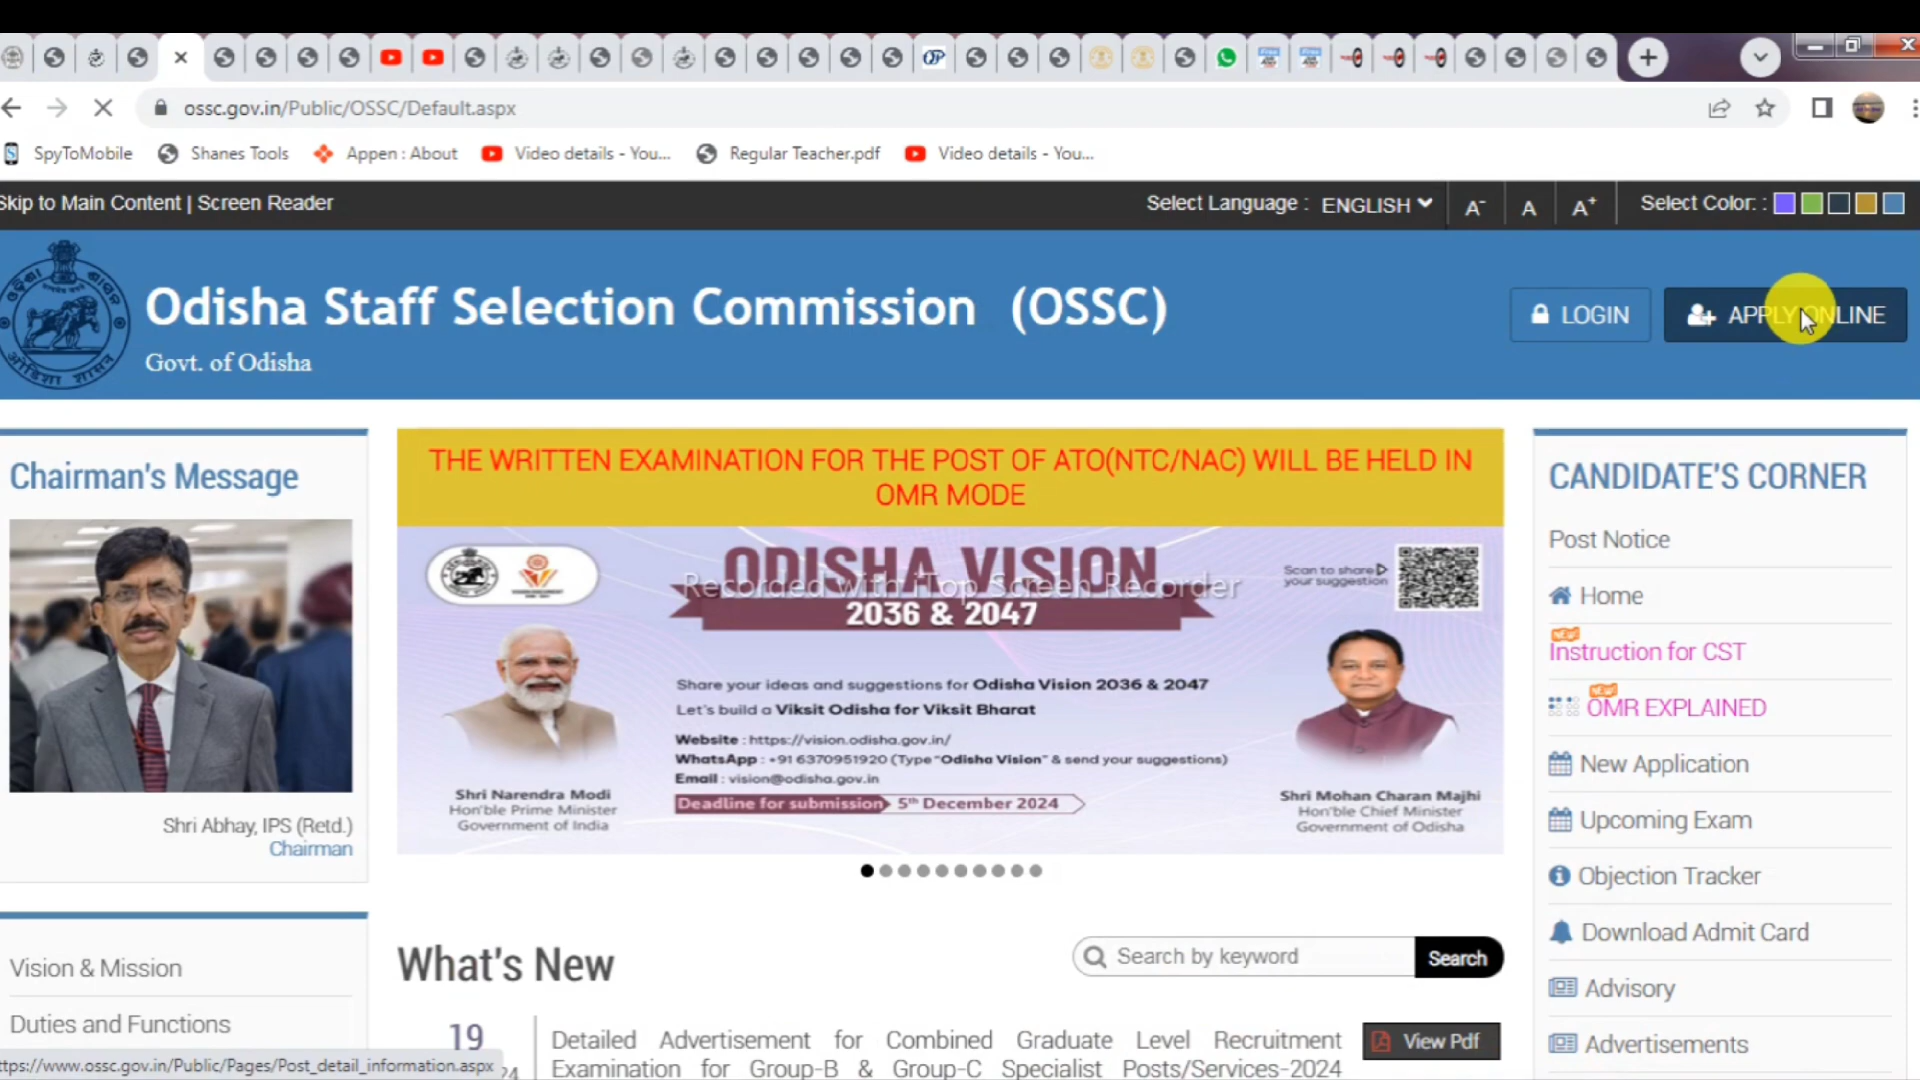 ossc.gov.in/Public/OSSC/Default.aspx
SpyToMobile
Shanes Tools
Appen : About
Video details - You...
Regular Teacher.pdf
Video details - You...
Skip to Main Content | Screen Reader
Select Language : ENGLISH
A-
A
A+
Select Color: :
Odisha Staff Selection Commission (OSSC)
Govt. of Odisha
LOGIN
APPLY ONLINE
Chairman's Message
Shri Abhay, IPS (Retd.)
Chairman
Vision & Mission
Duties and Functions
THE WRITTEN EXAMINATION FOR THE POST OF ATO(NTC/NAC) WILL BE HELD IN
OMR MODE
ODISHA VISION
2036 & 2047
Recorded with iTop Screen Recorder
Scan to share
your suggestion
Share your ideas and suggestions for Odisha Vision 2036 & 2047
Let's build a Viksit Odisha for Viksit Bharat
Website : https://vision.odisha.gov.in/
WhatsApp : +91 6370951920 (Type "Odisha Vision" & send your suggestions)
Email : vision@odisha.gov.in
Deadline for submission 5th December 2024
Shri Narendra Modi
Hon'ble Prime Minister
Government of India
Shri Mohan Charan Majhi
Hon'ble Chief Minister
Government of Odisha
What's New
Search by keyword
Search
19
24
Detailed Advertisement for Combined Graduate Level Recruitment
Examination for Group-B & Group-C Specialist Posts/Services-2024
View Pdf
CANDIDATE'S CORNER
Post Notice
Home
NEW!
Instruction for CST
NEW!
OMR EXPLAINED
New Application
Upcoming Exam
Objection Tracker
Download Admit Card
Advisory
Advertisements
ttps://www.ossc.gov.in/Public/Pages/Post_detail_information.aspx